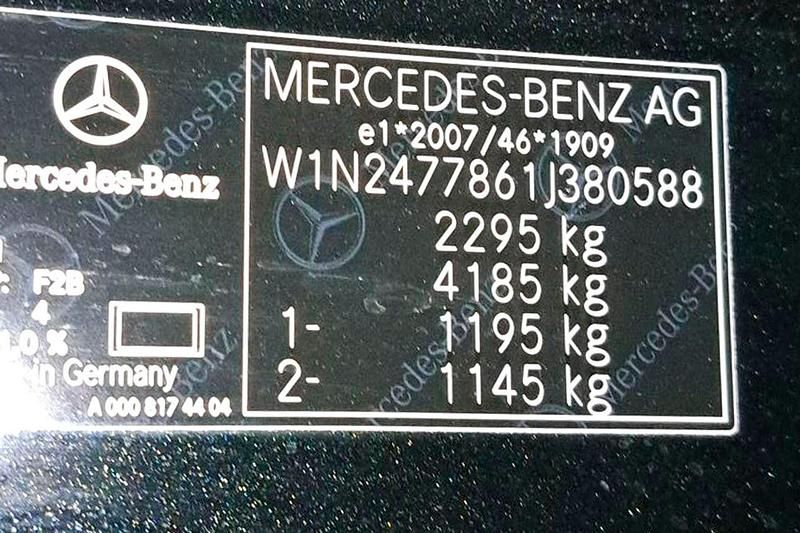 MERCEDES-BENZ AG
e1*2007/46*1909
W1N2477861J380588
2295 kg
4185 kg
1- 1195 kg
2- 1145 kg
Mercedes-Benz
F2B
4
%
in Germany
A 000 817 44 04